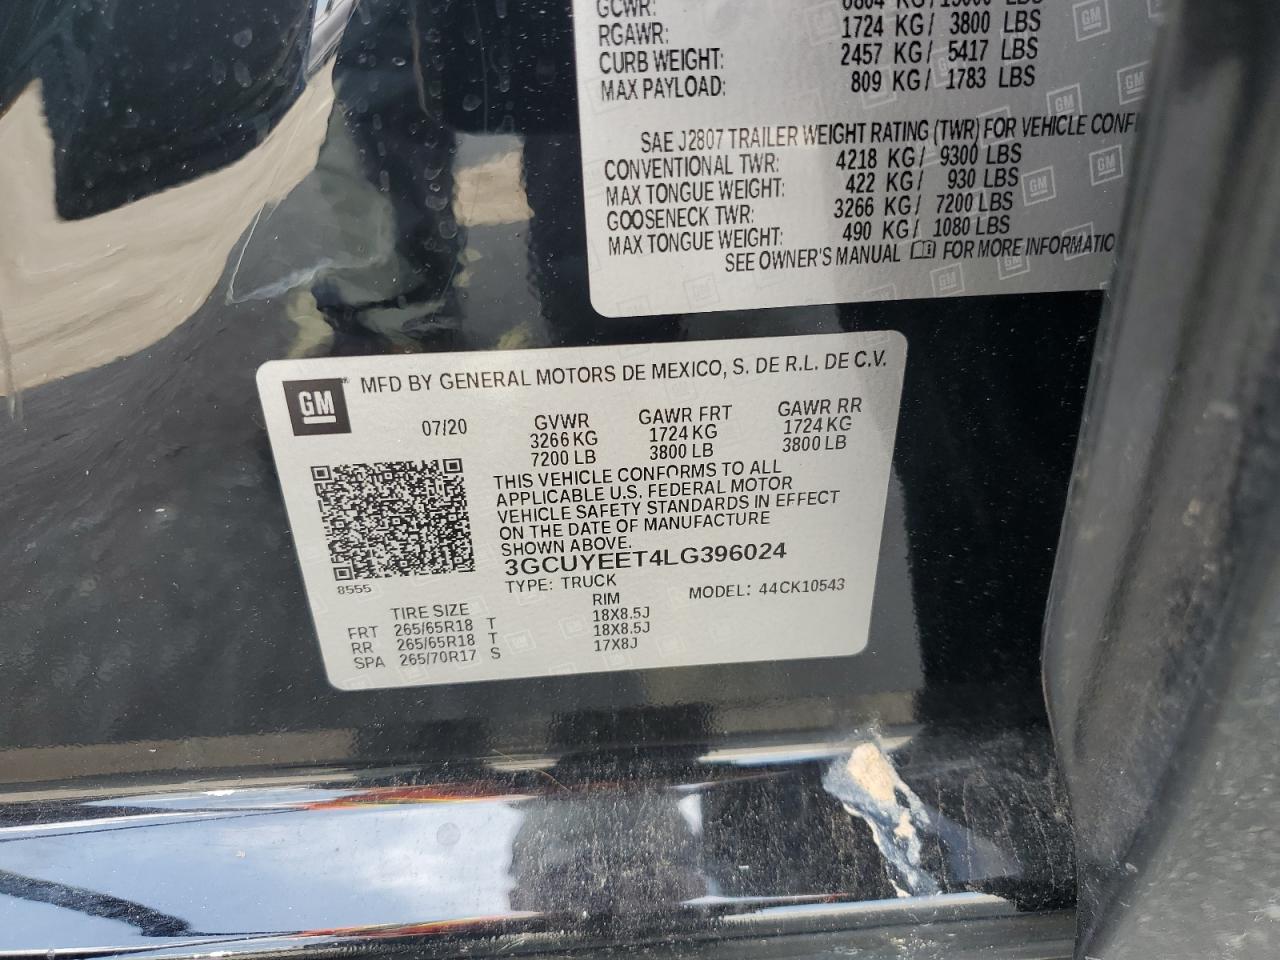 GCWR: 6804 KG/15000 LBS
RGAWR: 1724 KG/ 3800 LBS
CURB WEIGHT: 2457 KG/ 5417 LBS
MAX PAYLOAD: 809 KG/ 1783 LBS
SAE J2807 TRAILER WEIGHT RATING (TWR) FOR VEHICLE CONF
CONVENTIONAL TWR: 4218 KG/ 9300 LBS
MAX TONGUE WEIGHT: 422 KG/ 930 LBS
GOOSENECK TWR: 3266 KG/ 7200 LBS
MAX TONGUE WEIGHT: 490 KG/ 1080 LBS
SEE OWNER'S MANUAL FOR MORE INFORMATIO
GM® MFD BY GENERAL MOTORS DE MEXICO, S. DE R.L. DE C.V.
07/20 GVWR GAWR FRT GAWR RR
3266 KG 1724 KG 1724 KG
7200 LB 3800 LB 3800 LB
THIS VEHICLE CONFORMS TO ALL
APPLICABLE U.S. FEDERAL MOTOR
VEHICLE SAFETY STANDARDS IN EFFECT
ON THE DATE OF MANUFACTURE
SHOWN ABOVE.
3GCUYEET4LG396024
8555 TYPE: TRUCK MODEL: 44CK10543
TIRE SIZE RIM
FRT 265/65R18 T 18X8.5J
RR 265/65R18 T 18X8.5J
SPA 265/70R17 S 17X8J